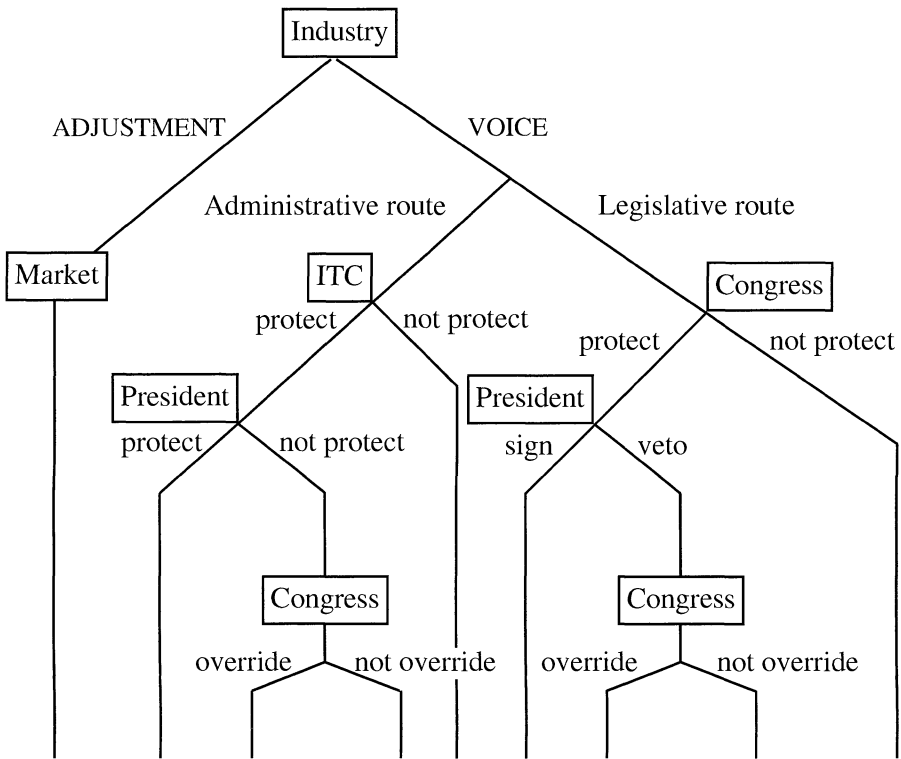 Industry
ADJUSTMENT
VOICE
Administrative route
Legislative route
Market
ITC
Congress
protect
not protect
protect
not protect
President
President
protect
not protect
sign
veto
Congress
Congress
override
not override
override
not override